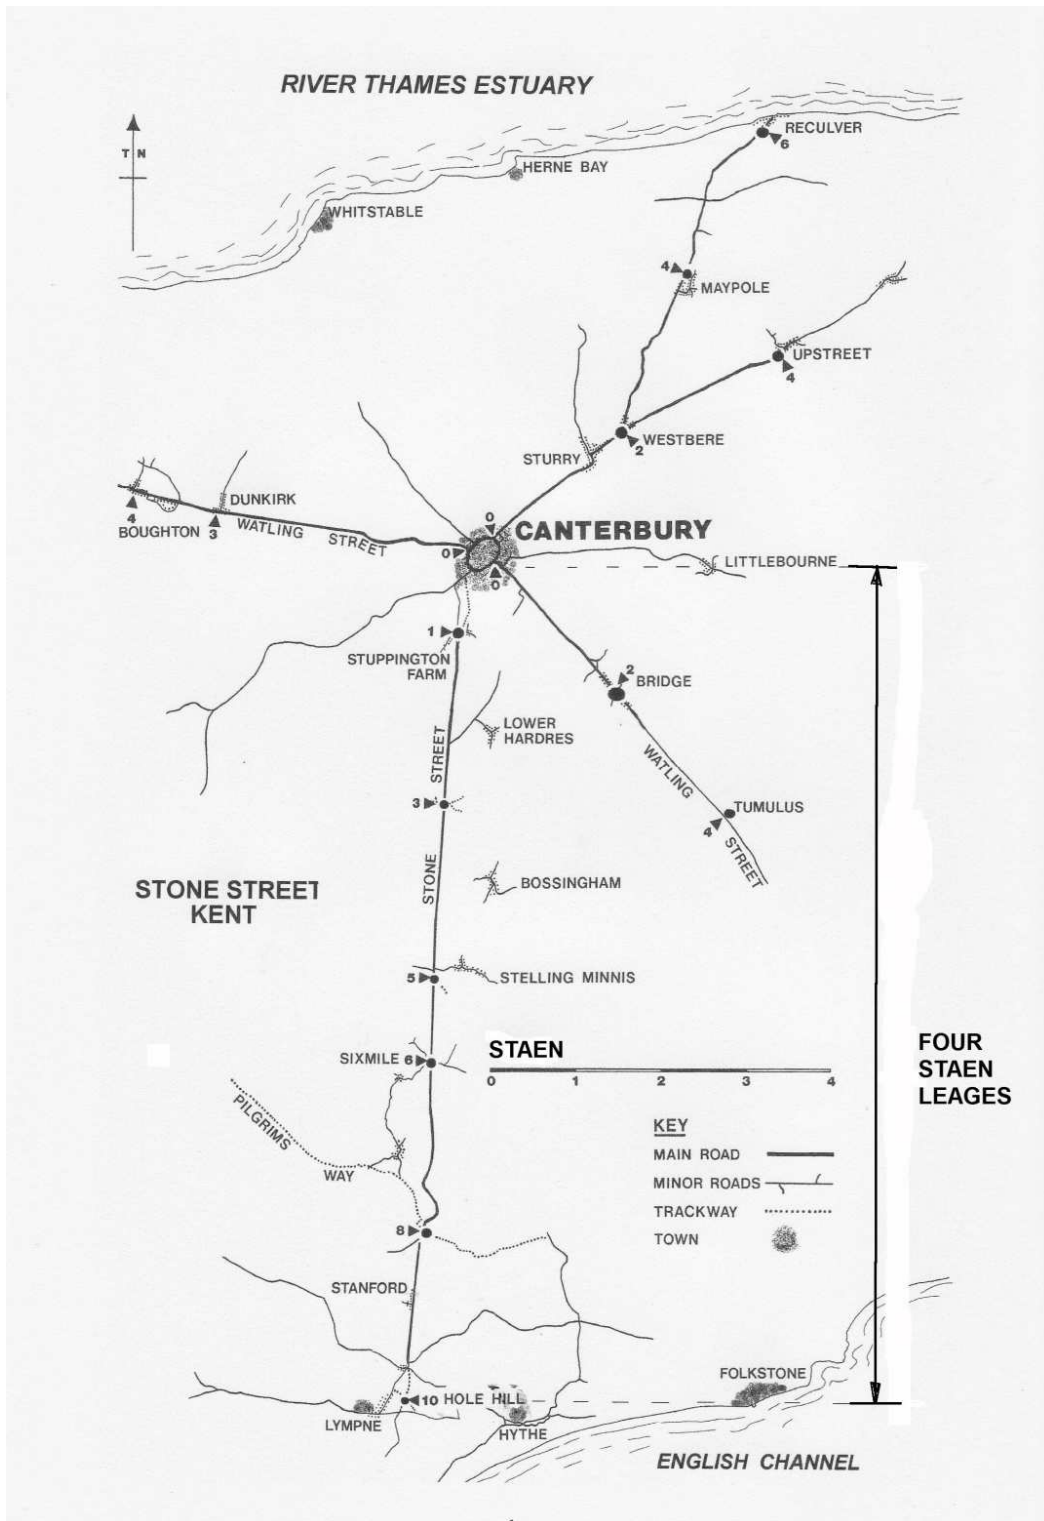 RIVER THAMES ESTUARY
RECULVER
6
T N
HERNE BAY
WHITSTABLE
4
MAYPOLE
UPSTREET
4
WESTBERE
2
STURRY
DUNKIRK
4
BOUGHTON
3
WATLING STREET
0
CANTERBURY
0
0
LITTLEBOURNE
1
STUPPINGTON
FARM
2
BRIDGE
LOWER
HARDRES
STREET
WATLING
3
TUMULUS
4
STREET
STONE
BOSSINGHAM
STONE STREET
KENT
5
STELLING MINNIS
STAEN
SIXMILE 6
0 1 2 3 4
FOUR
STAEN
LEAGES
PILGRIMS
WAY
KEY
MAIN ROAD
MINOR ROADS
TRACKWAY
TOWN
8
STANFORD
FOLKSTONE
10 HOLE HILL
LYMPNE
HYTHE
ENGLISH CHANNEL